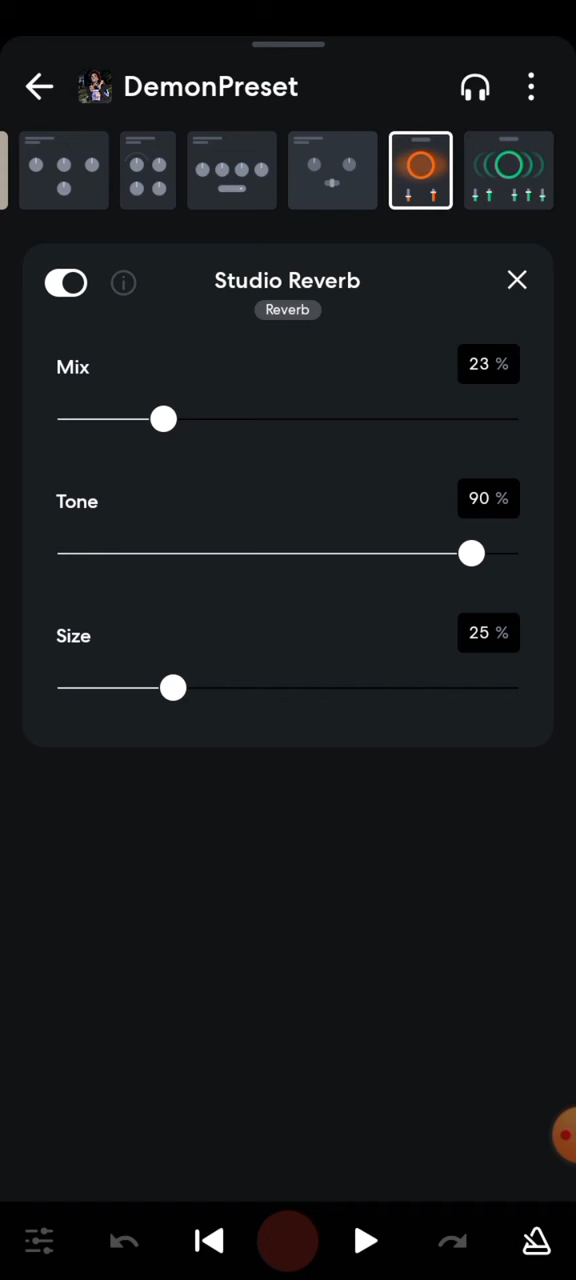 DemonPreset
Studio Reverb
Reverb
Mix
23 %
Tone
90 %
Size
25 %